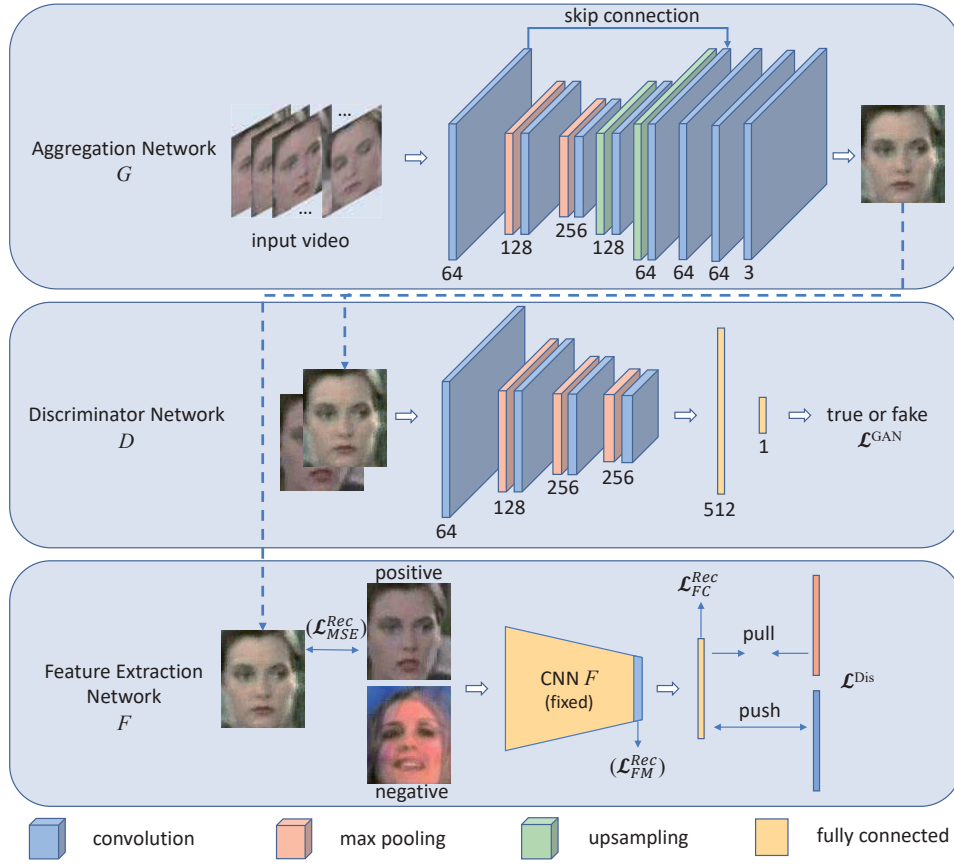 skip connection
...
Aggregation Network
G
...
input video
64
128
256
128
64
64
64
3
Discriminator Network
D
64
128
256
256
512
1
true or fake
𝓛^GAN
positive
(𝓛^Rec_MSE)
Feature Extraction
Network
F
negative
CNN F
(fixed)
(𝓛^Rec_FM)
𝓛^Rec_FC
pull
push
𝓛^Dis
convolution
max pooling
upsampling
fully connected